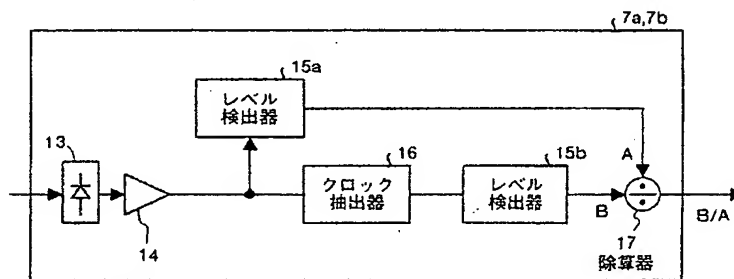 7a,7b
15a
レベル
検出器
13
14
16
クロック
抽出器
15b
レベル
検出器
A
B
B/A
17
除算器